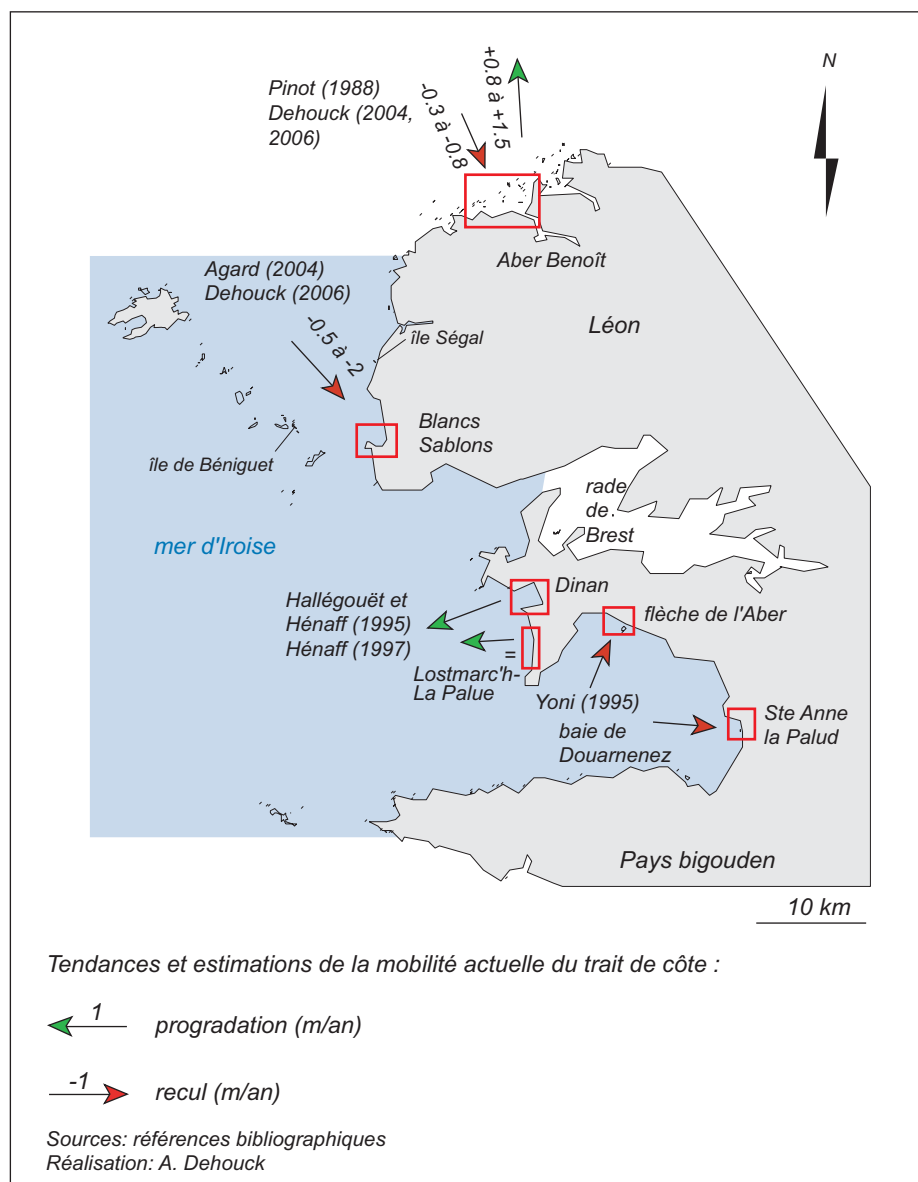 N
+0.8 à +1.5
-0.3 à -0.8
Pinot (1988)
Dehouck (2004,
2006)
Aber Benoît
Agard (2004)
Dehouck (2006)
-0.5 à -2
île Ségal
Léon
Blancs
Sablons
île de Béniguet
rade
de
Brest
mer d'Iroise
Dinan
Hallégouët et
Hénaff (1995)
Hénaff (1997)
flèche de l'Aber
=
Lostmarc'h-
La Palue
Yoni (1995)
baie de
Douarnenez
Ste Anne
la Palud
Pays bigouden
10 km
Tendances et estimations de la mobilité actuelle du trait de côte :
1
progradation (m/an)
-1
recul (m/an)
Sources: références bibliographiques
Réalisation: A. Dehouck